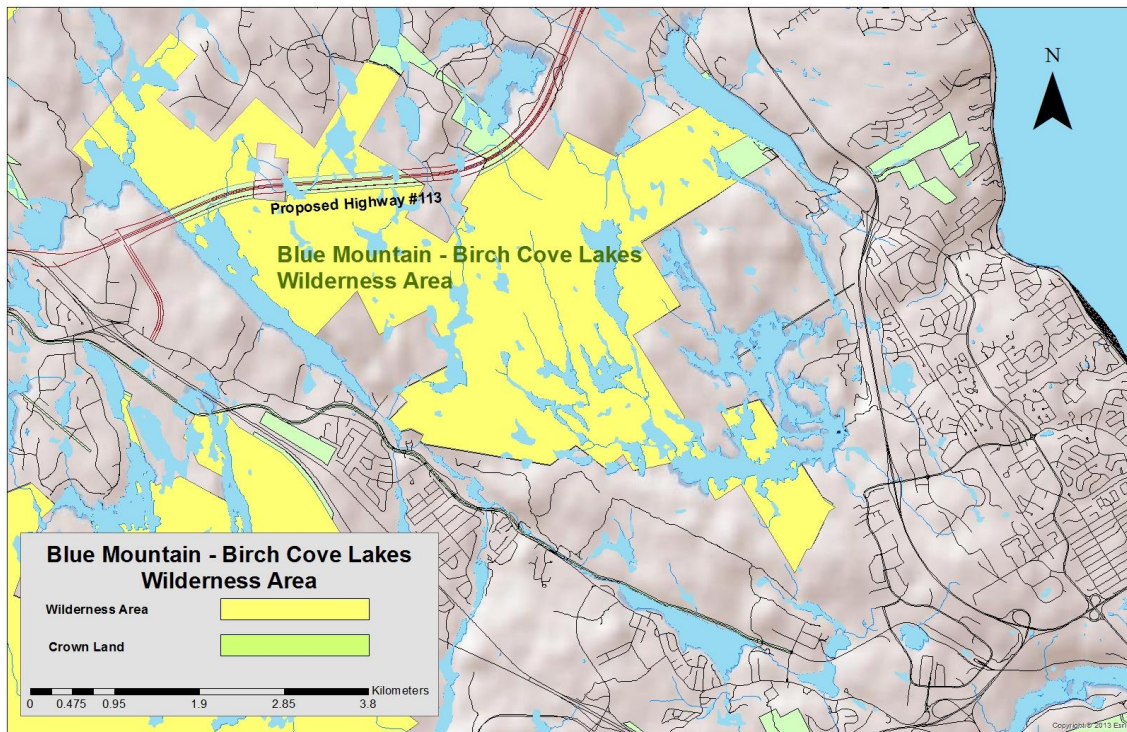 N
Proposed Highway #113
Blue Mountain - Birch Cove Lakes
Wilderness Area
Blue Mountain - Birch Cove Lakes
Wilderness Area
Wilderness Area
Crown Land
Kilometers
0 0.475 0.95 1.9 2.85 3.8
Copyright © 2013 Esri